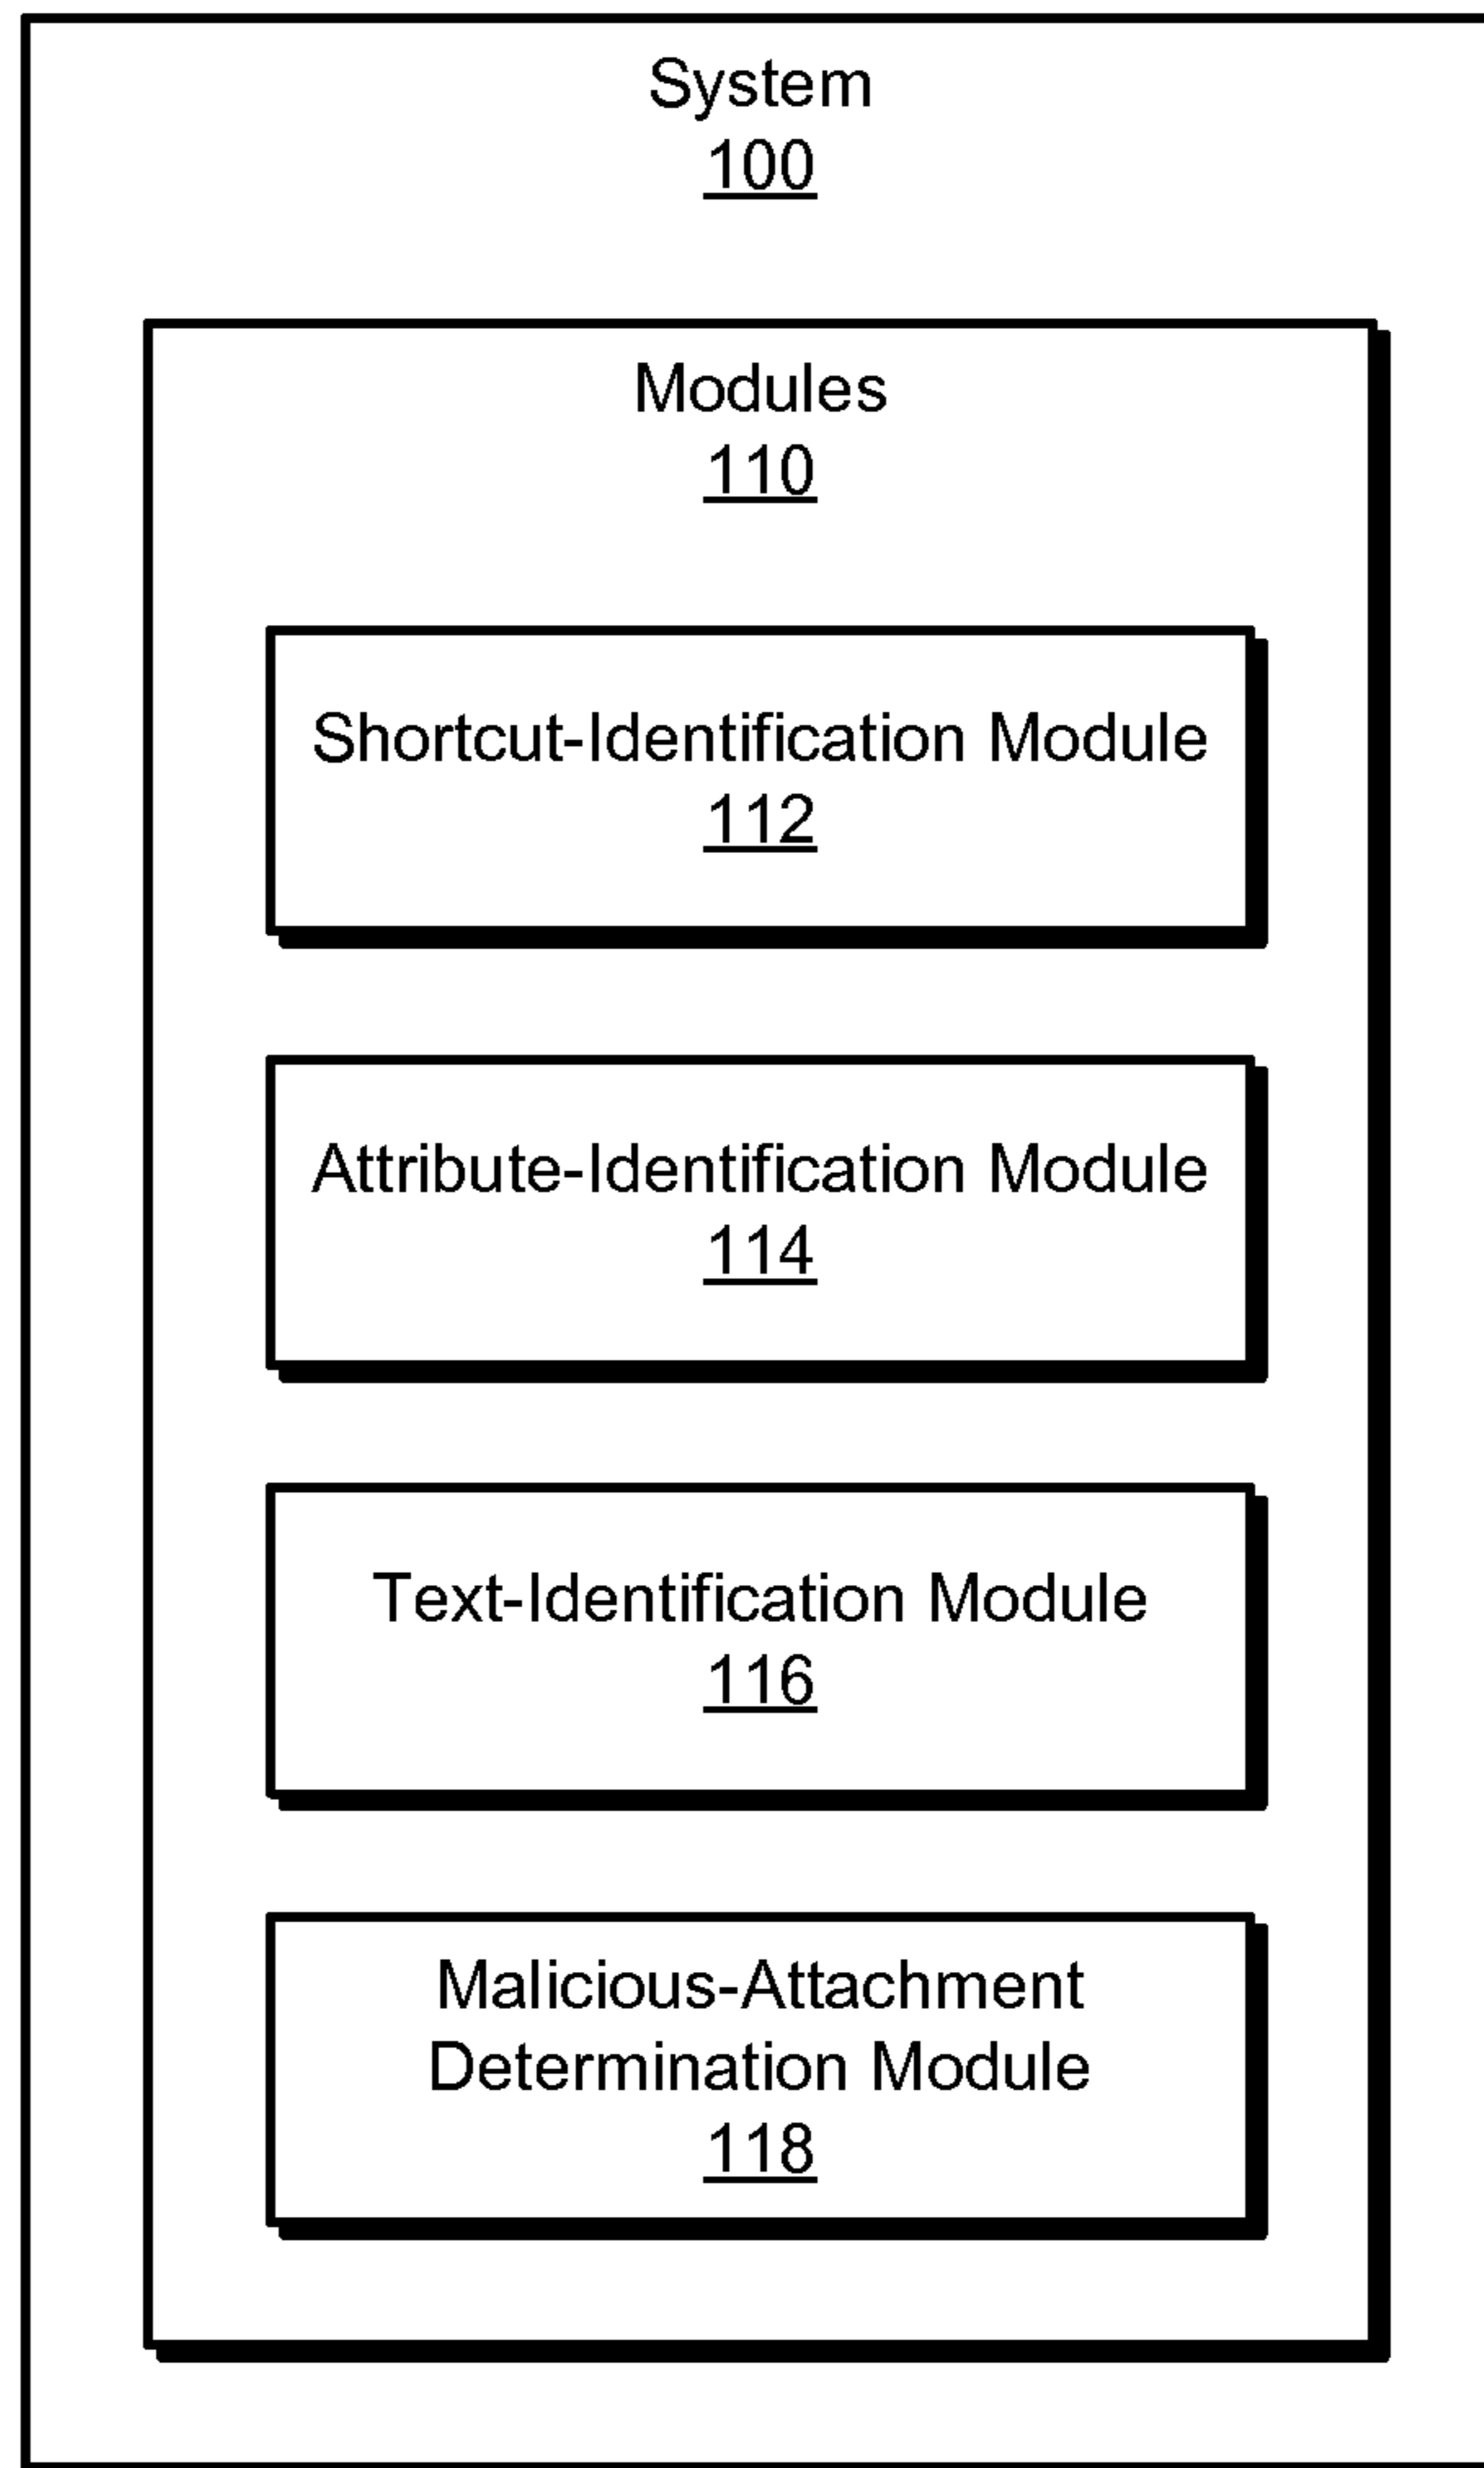 System
100
Modules
110
Shortcut-Identification Module
112
Attribute-Identification Module
114
Text-Identification Module
116
Malicious-Attachment
Determination Module
118